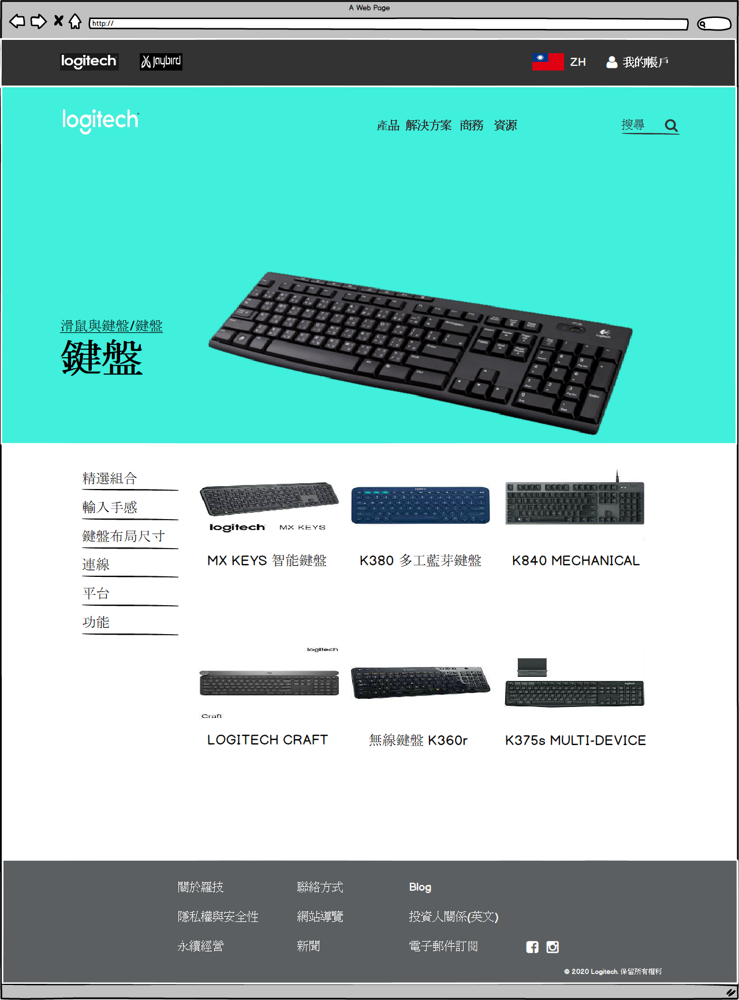 A Web Page
http://
logitech jaybird ZH 我的帳戶
logitech 產品 解決方案 商務 資源 搜尋
滑鼠與鍵盤/鍵盤
鍵盤
精選組合
輸入手感
鍵盤布局尺寸
連線
平台
功能
logitech MX KEYS
MX KEYS 智能鍵盤 K380 多工藍芽鍵盤 K840 MECHANICAL
logitech
Craft
LOGITECH CRAFT 無線鍵盤 K360r K375s MULTI-DEVICE
關於羅技 聯絡方式 Blog
隱私權與安全性 網站導覽 投資人關係(英文)
永續經營 新聞 電子郵件訂閱
© 2020 Logitech. 保留所有權利